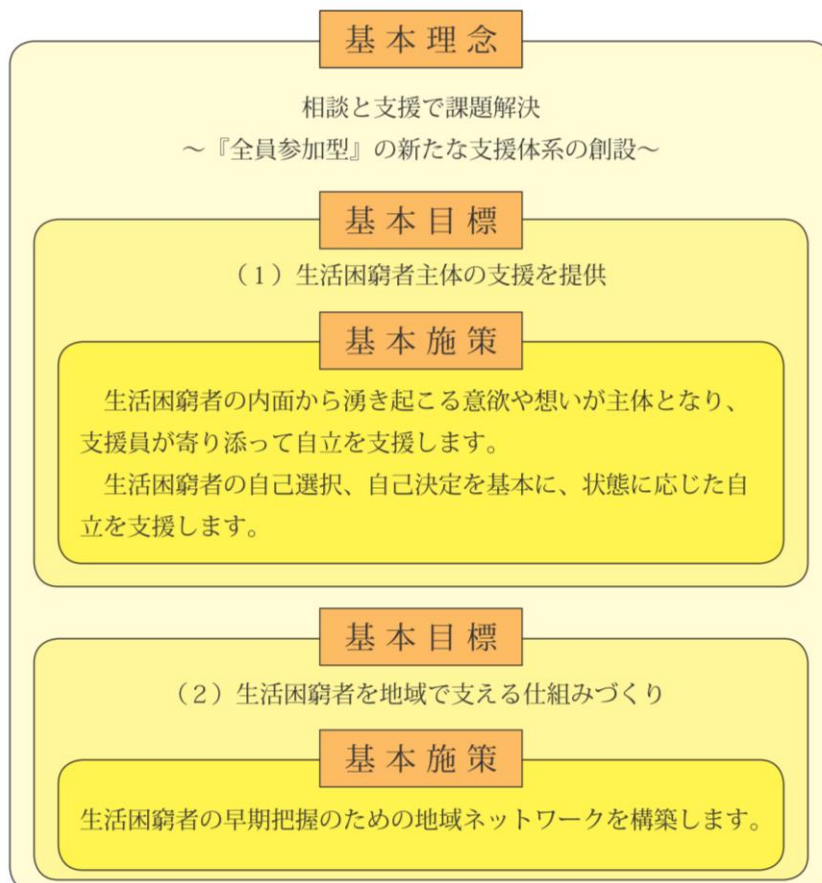 基本理念
相談と支援で課題解決
～『全員参加型』の新たな支援体系の創設～
基本目標
（１）生活困窮者主体の支援を提供
基本施策
生活困窮者の内面から湧き起こる意欲や想いが主体となり、
支援員が寄り添って自立を支援します。
生活困窮者の自己選択、自己決定を基本に、状態に応じた自
立を支援します。
基本目標
（２）生活困窮者を地域で支える仕組みづくり
基本施策
生活困窮者の早期把握のための地域ネットワークを構築します。